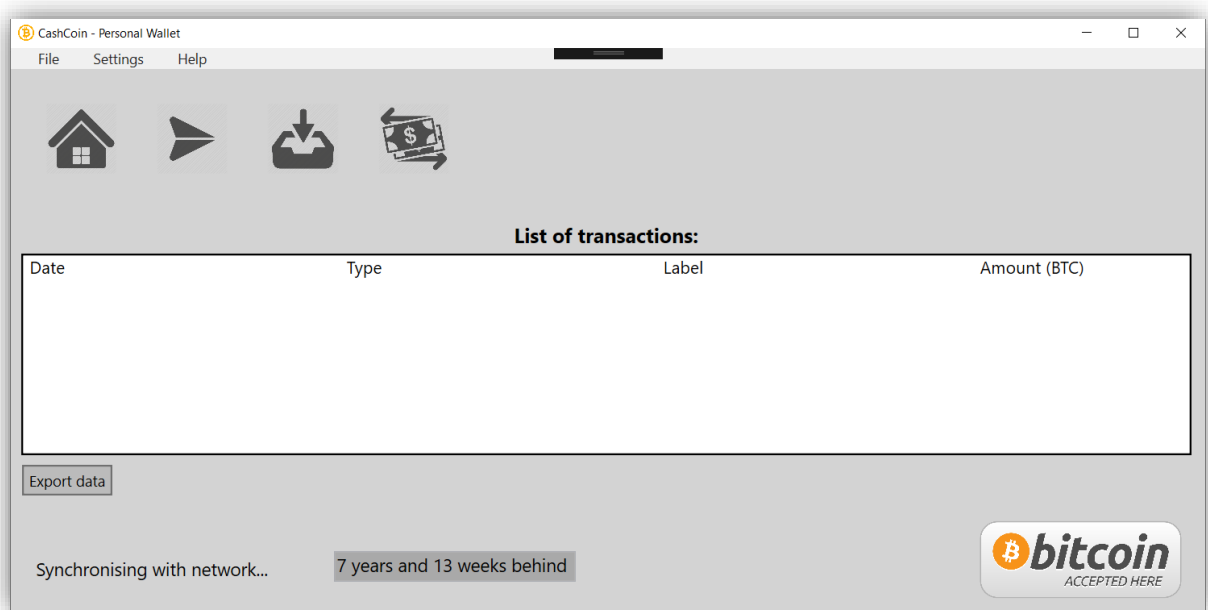 CashCoin - Personal Wallet
File Settings Help
List of transactions:
Date Type Label Amount (BTC)
Export data
Synchronising with network... 7 years and 13 weeks behind
bitcoin
ACCEPTED HERE